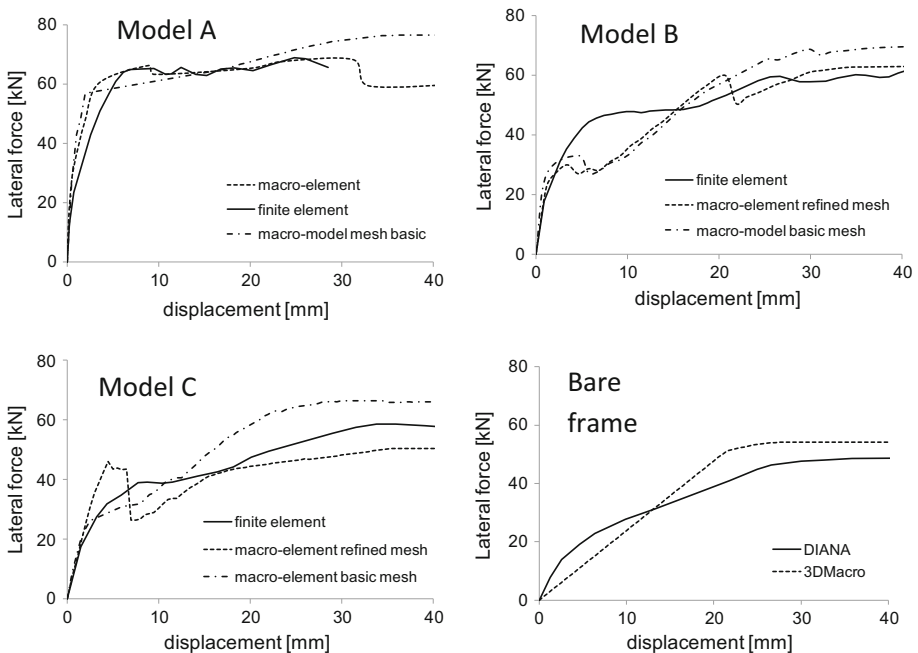 Model A
Lateral force [kN]
80
60
40
20
0
macro-element
finite element
macro-model mesh basic
0 10 20 30 40
displacement [mm]
Model B
Lateral force [kN]
80
60
40
20
0
finite element
macro-element refined mesh
macro-model basic mesh
0 10 20 30 40
displacement [mm]
Model C
Lateral force [kN]
80
60
40
20
0
finite element
macro-element refined mesh
macro-element basic mesh
0 10 20 30 40
displacement [mm]
Bare
frame
Lateral force [kN]
80
60
40
20
0
DIANA
3DMacro
0 10 20 30 40
displacement [mm]